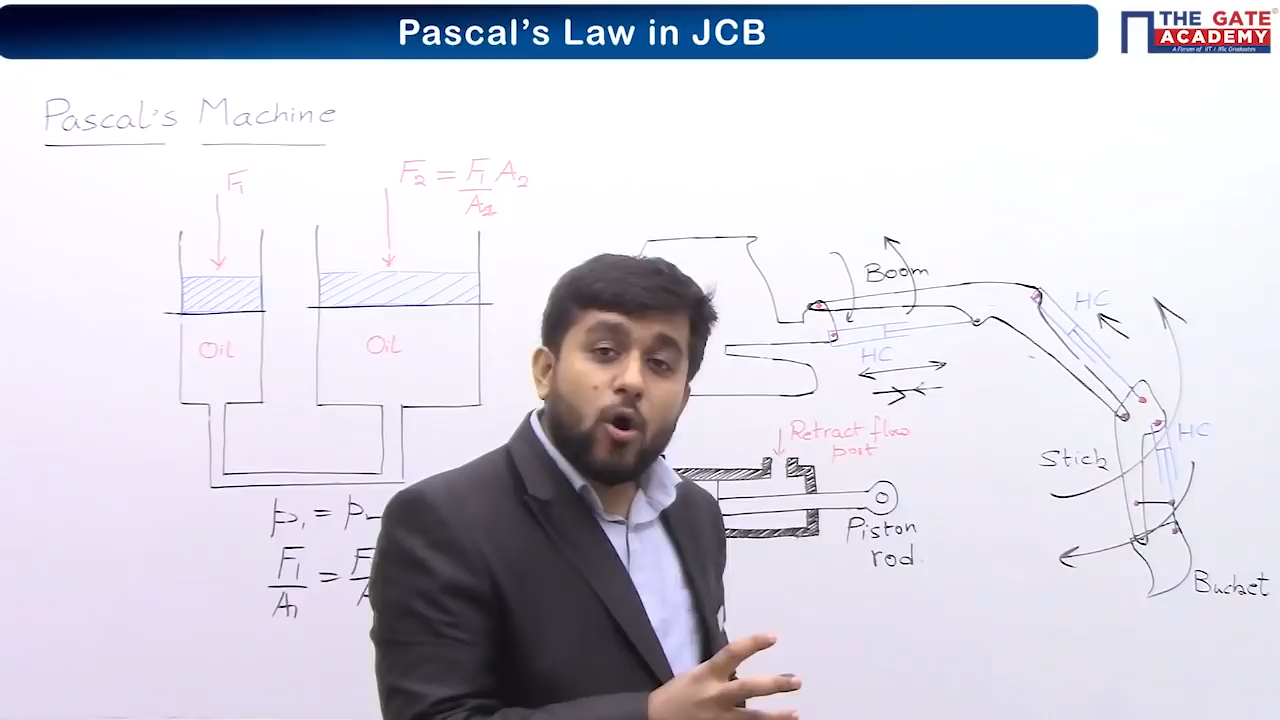 Pascal's Law in JCB
THE GATE
ACADEMY
A Forum of IIT / IISc Graduates
Pascal's Machine
F1
F2 = F1 A2
A1
Boom
HC
HC
Oil
Oil
HC
Retract flow
port
HC
Stick
p1 =
Piston
rod
F1 =
A1
Bucket